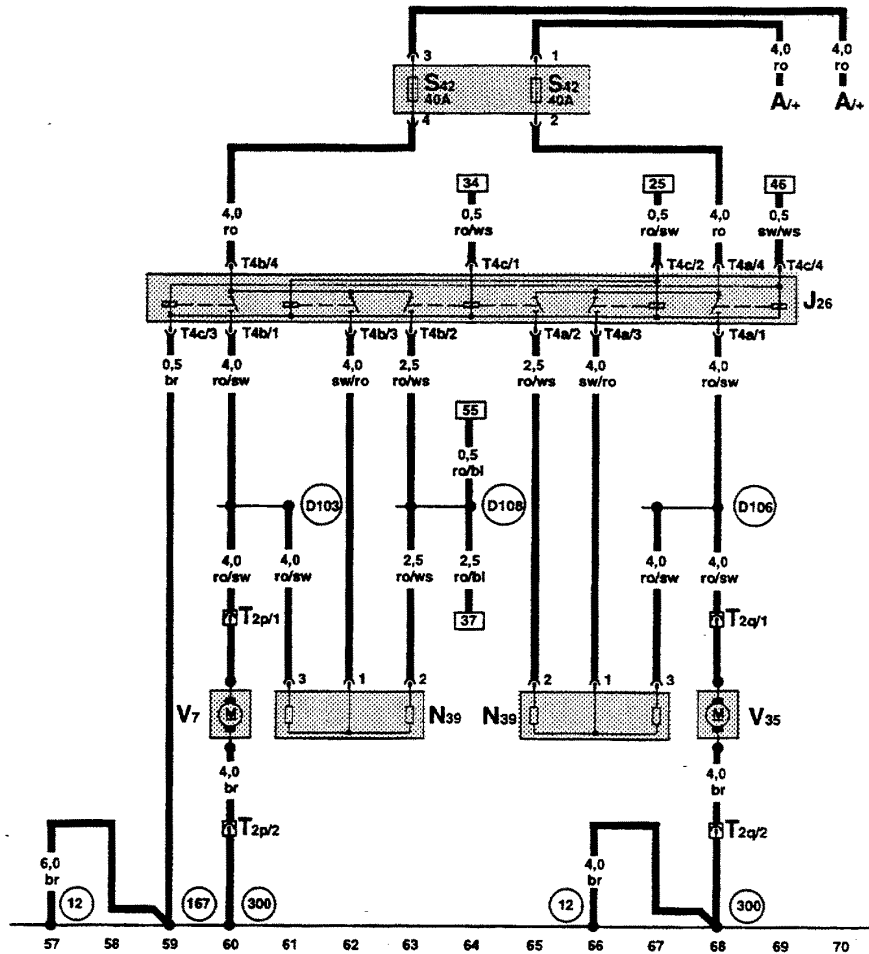 3 1
4,0 4,0
ro ro
S42 S42
40A 40A
A/+ A/+
4 2
34 25 46
4,0 0,5 0,5 4,0 0,5
ro ro/ws ro/sw ro sw/ws
T4b/4 T4c/1 T4c/2 T4a/4 T4c/4
J26
T4c/3 T4b/1 T4b/3 T4b/2 T4a/2 T4a/3 T4a/1
0,5 4,0 4,0 2,5 2,5 4,0 4,0
br ro/sw sw/ro ro/ws ro/ws sw/ro ro/sw
55
0,5
ro/bl
D103 D108 D106
4,0 4,0 2,5 2,5 4,0 4,0
ro/sw ro/sw ro/ws ro/bl ro/sw ro/sw
T2p/1 37 T2q/1
3 1 2 2 1 3
V7 M N39 N39 M V35
4,0 4,0
br br
T2p/2 T2q/2
6,0 4,0
br br
12 167 300 12 300
57 58 59 60 61 62 63 64 65 66 67 68 69 70